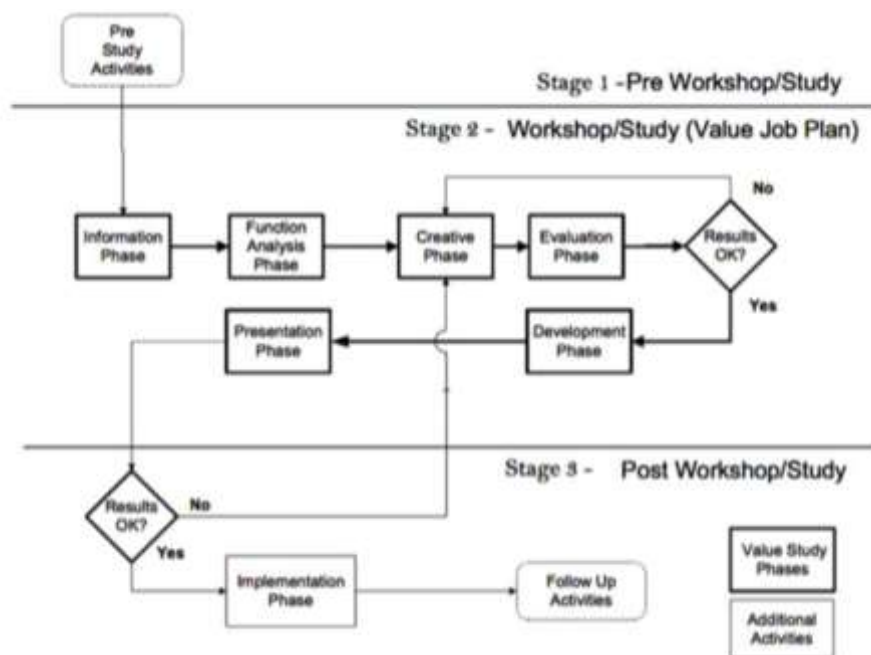 Pre
Study
Activities
Stage 1 -Pre Workshop/Study
Stage 2 - Workshop/Study (Value Job Plan)
No
Information
Phase
Function
Analysis
Phase
Creative
Phase
Evaluation
Phase
Results
OK?
Yes
Presentation
Phase
Development
Phase
Stage 3 - Post Workshop/Study
Results
OK?
No
Yes
Implementation
Phase
Follow Up
Activities
Value Study
Phases
Additional
Activities